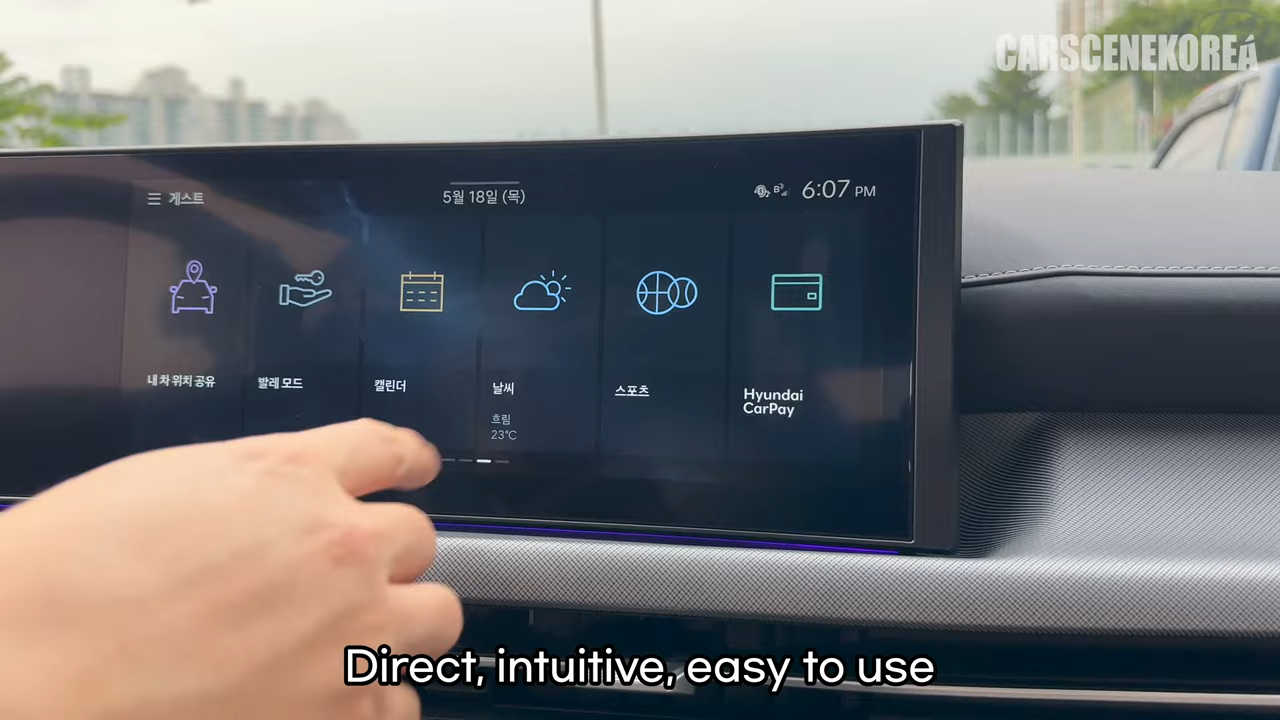 CARSCENEKOREá
게스트
5월 18일 (목)
6:07 PM
내 차 위치 공유
발레 모드
캘린더
날씨
흐림
23°C
스포츠
Hyundai
CarPay
Direct, intuitive, easy to use